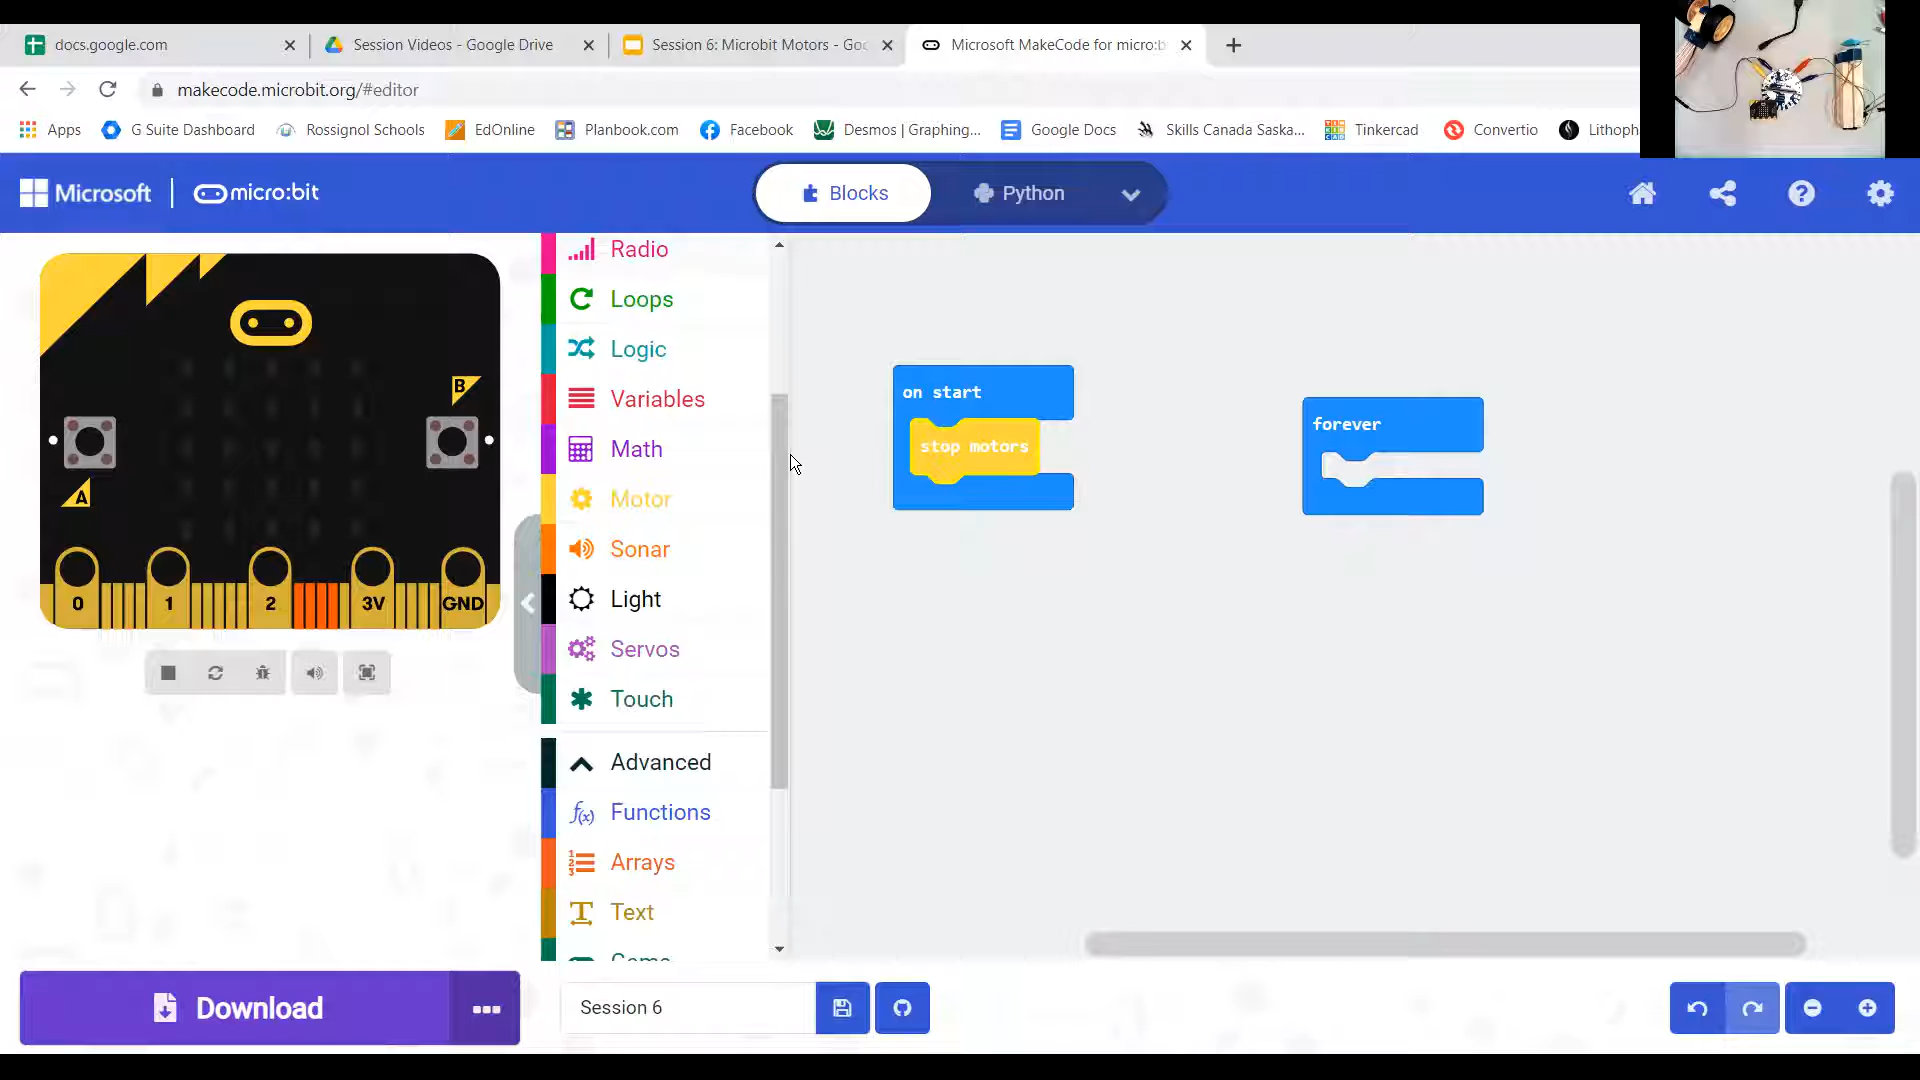 docs.google.com
Session Videos - Google Drive
Session 6: Microbit Motors - Goo
Microsoft MakeCode for micro:b
makecode.microbit.org/#editor
Apps
G Suite Dashboard
Rossignol Schools
EdOnline
Planbook.com
Facebook
Desmos | Graphing...
Google Docs
Skills Canada Saska...
Tinkercad
Convertio
Lithoph
Microsoft
micro:bit
Blocks
Python
Radio
Loops
Logic
Variables
Math
Motor
Sonar
Light
Servos
Touch
Advanced
Functions
Arrays
Text
B
A
0
1
2
3V
GND
on start
stop motors
forever
Download
Session 6